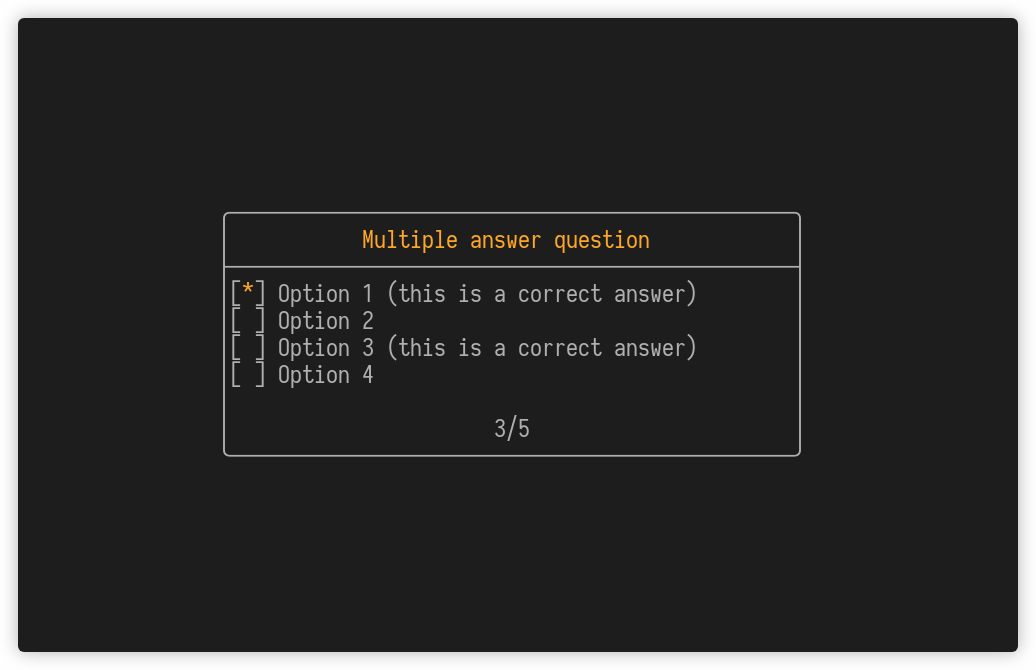 Multiple answer question
[*] Option 1 (this is a correct answer)
[ ] Option 2
[ ] Option 3 (this is a correct answer)
[ ] Option 4
3/5